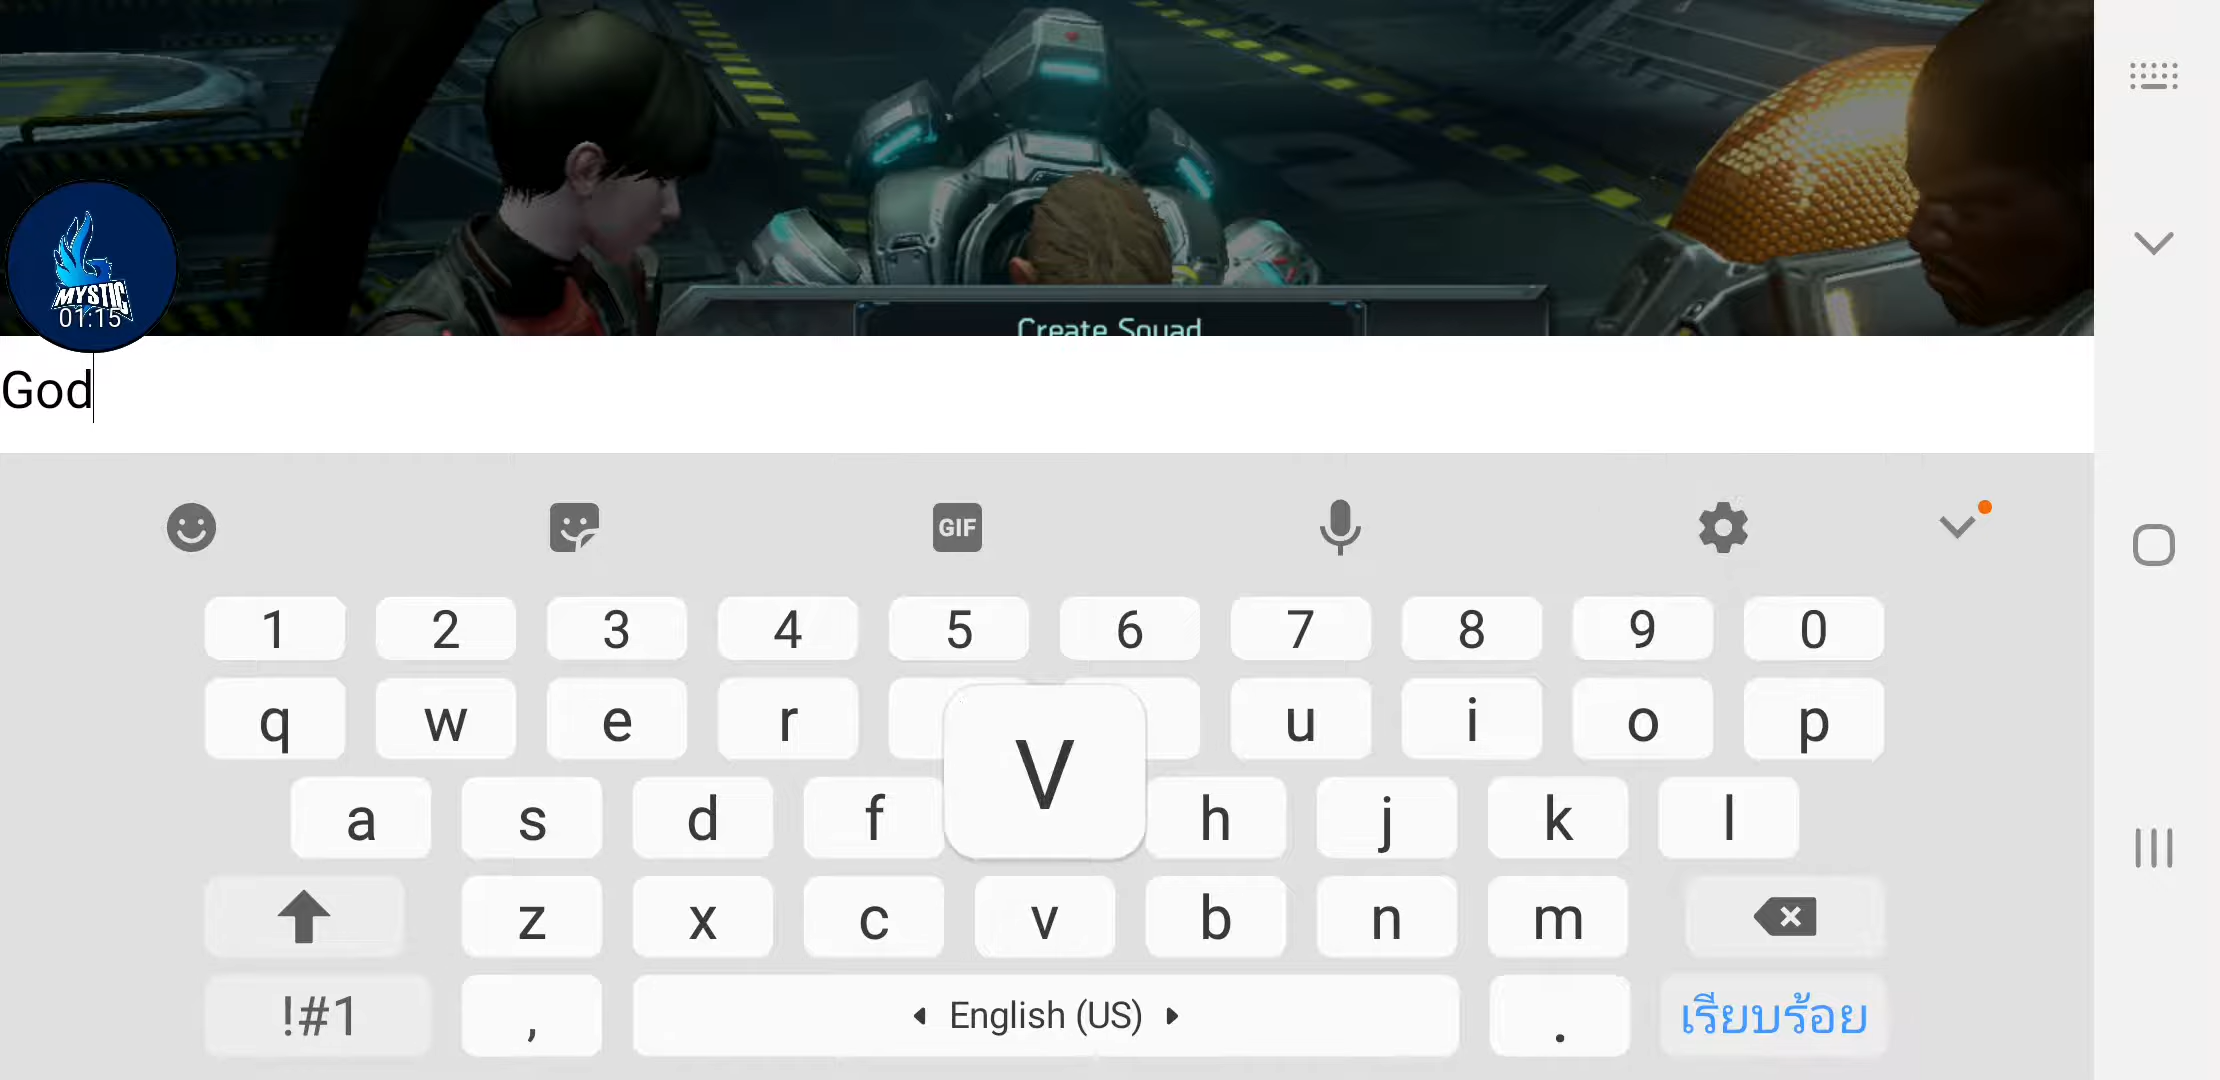 MYSTIC
01:15
Create Squad
God
GIF
1 2 3 4 5 6 7 8 9 0
q w e r u i o p
V
a s d f h j k l
z x c v b n m
!#1 , English (US) . เรียบร้อย